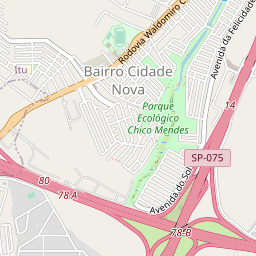 Rodovia Waldomiro C
Avenida da Felicidade
Itu
Bairro Cidade
Nova
Parque
Ecológico
Chico Mendes
14
SP-075
80
78 A
Avenida do Sol
78-B